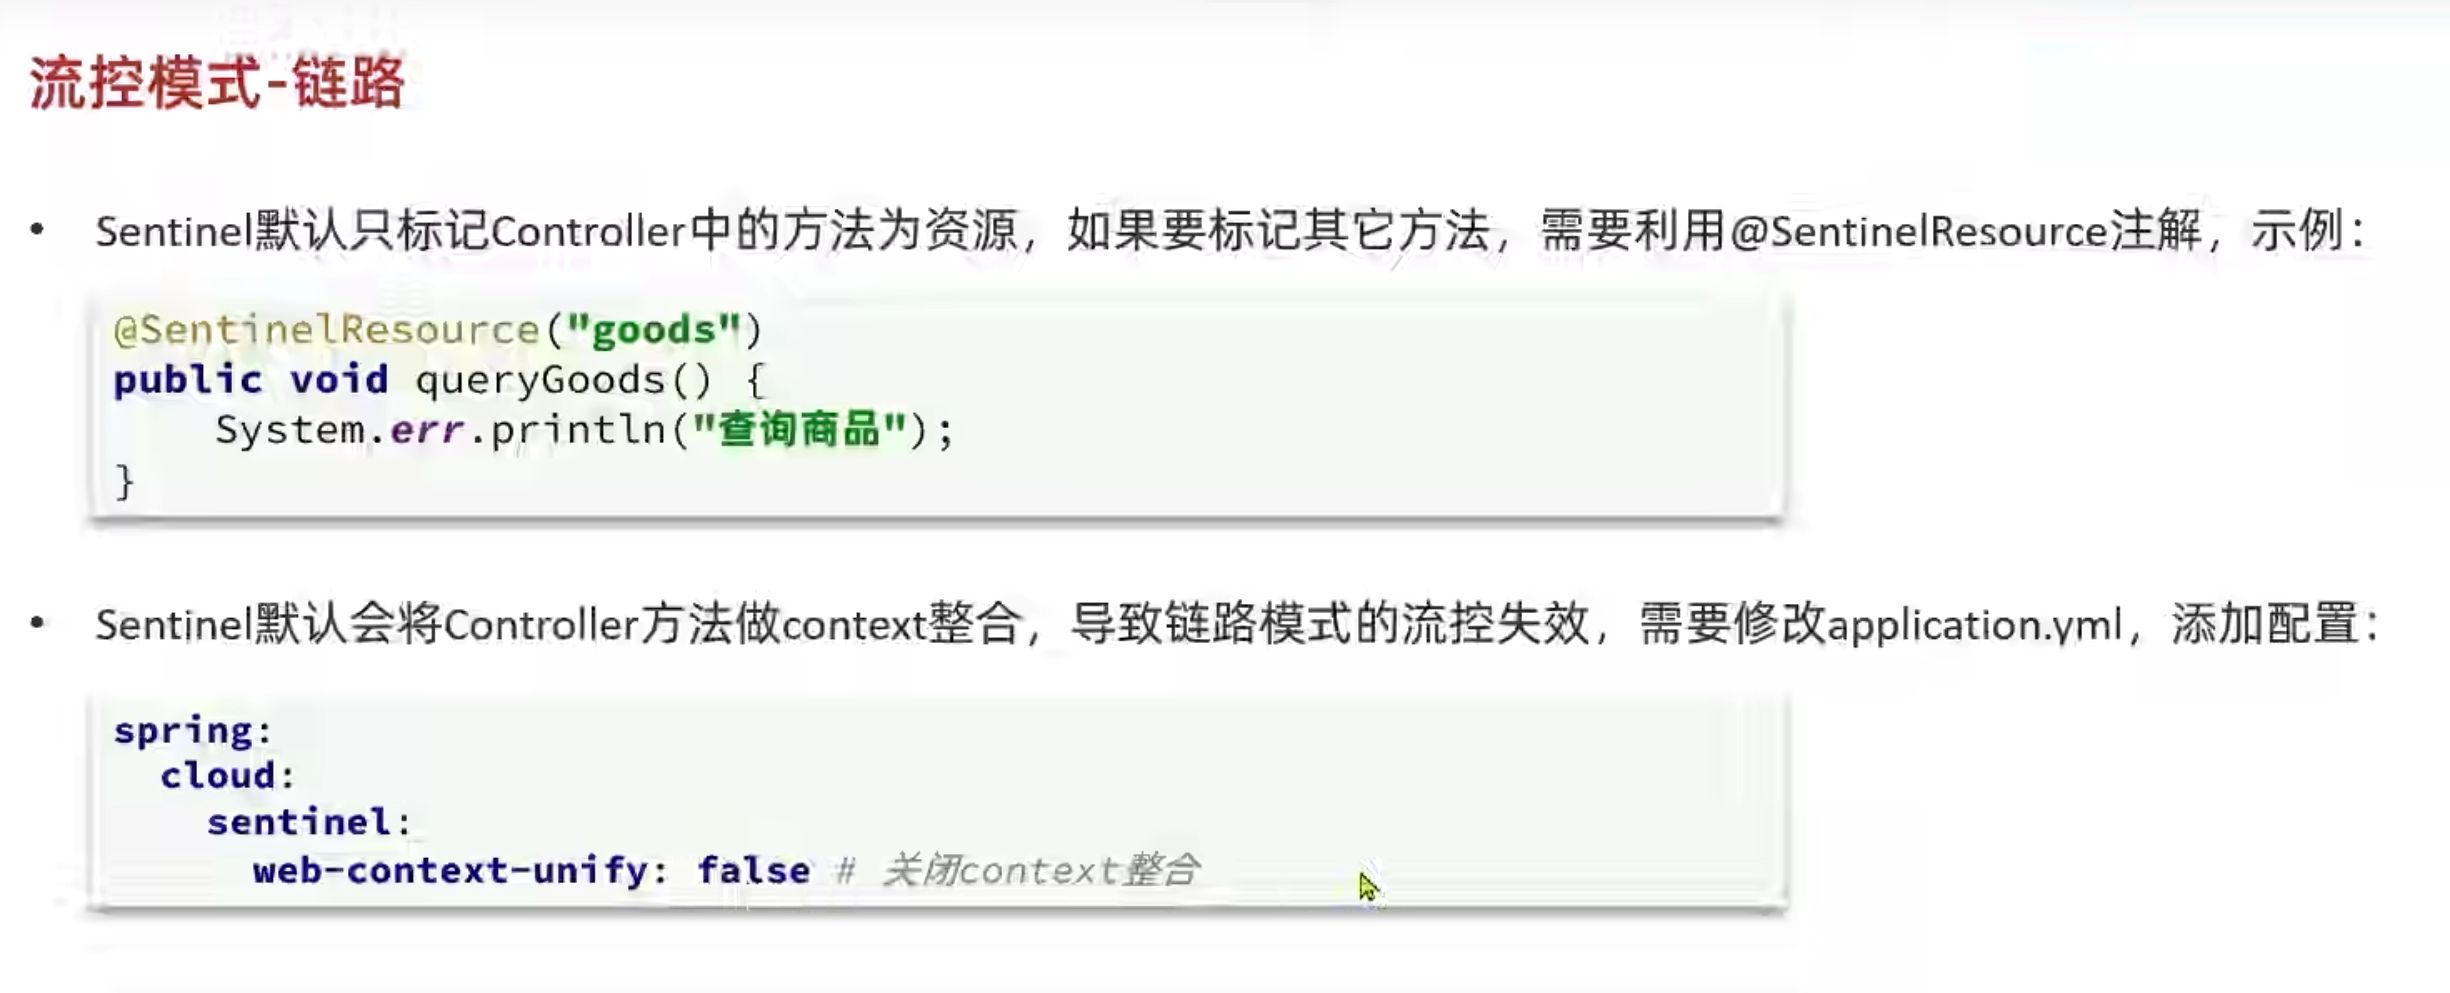 流控模式-链路
• Sentinel默认只标记Controller中的方法为资源，如果要标记其它方法，需要利用@SentinelResource注解，示例：
@SentinelResource("goods")
public void queryGoods() {
    System.err.println("查询商品");
}
• Sentinel默认会将Controller方法做context整合，导致链路模式的流控失效，需要修改application.yml，添加配置：
spring:
  cloud:
    sentinel:
      web-context-unify: false # 关闭context整合